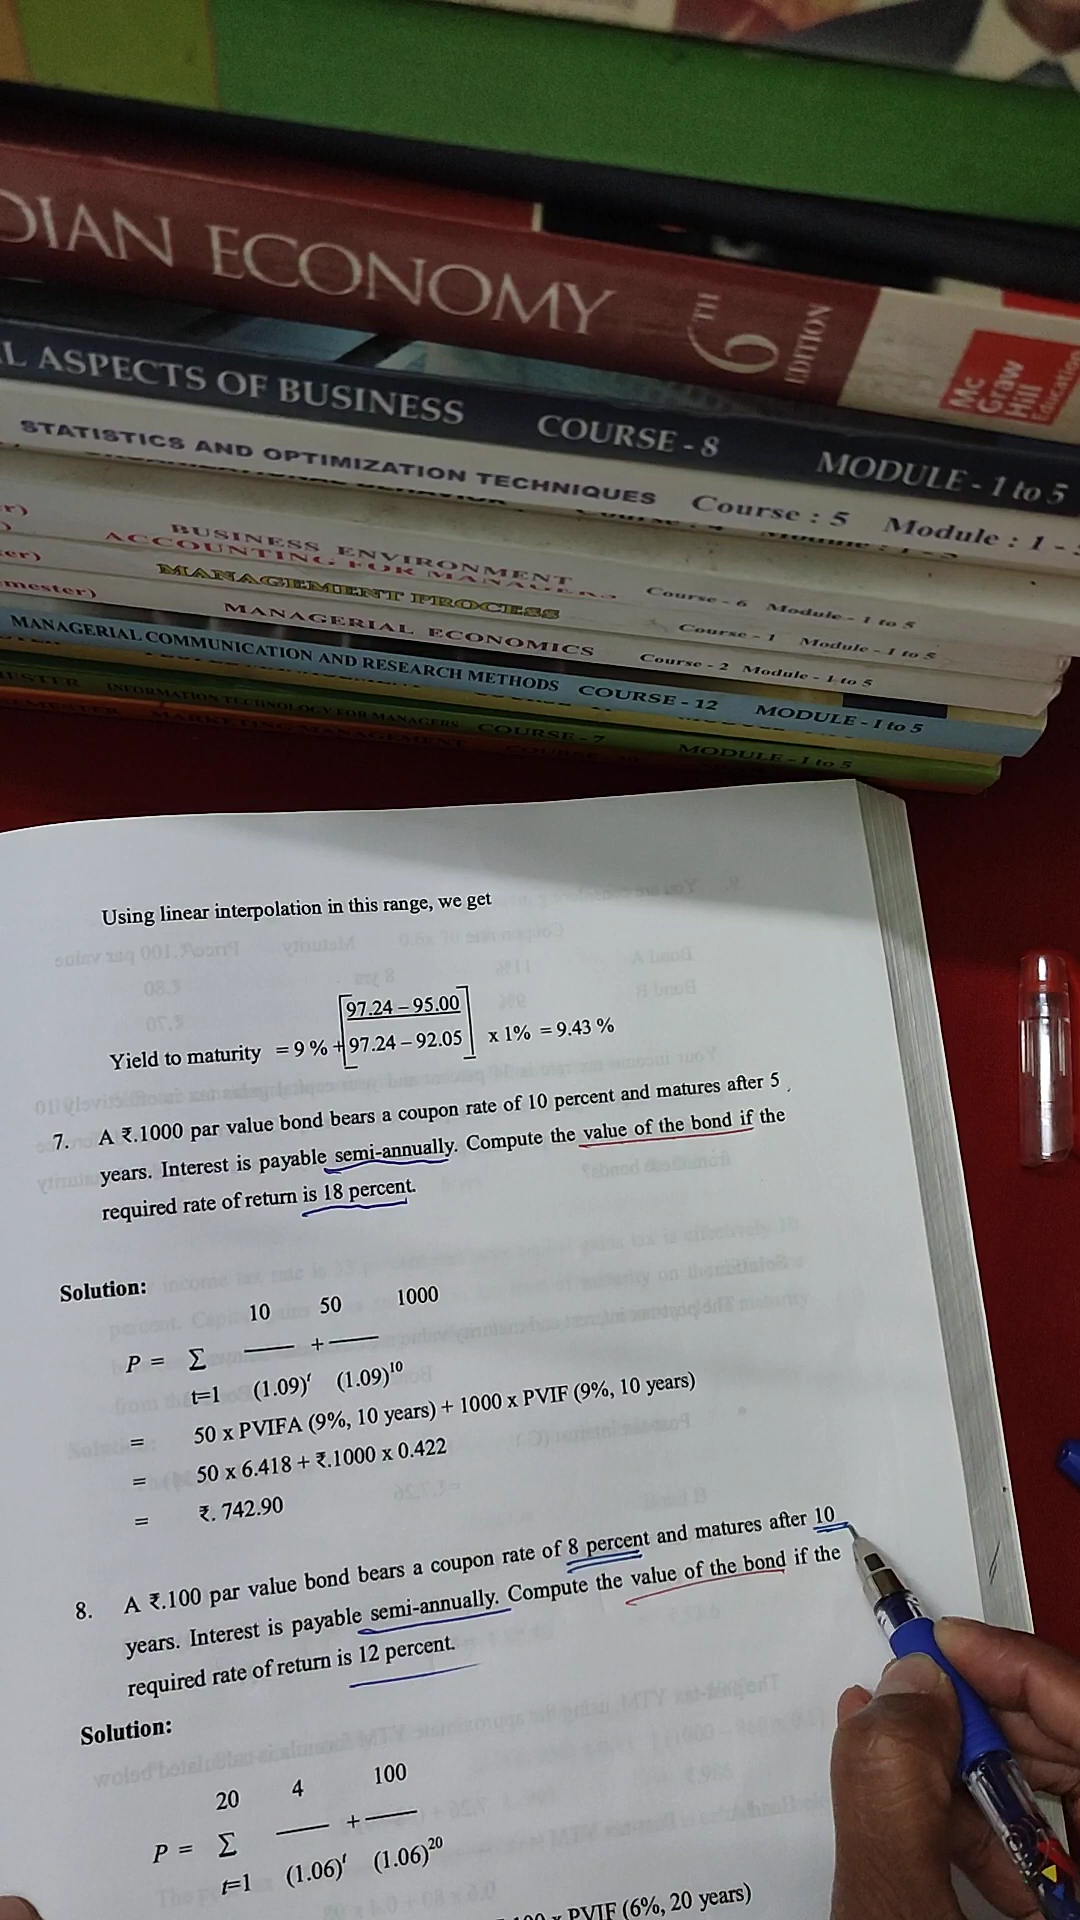 DIAN ECONOMY 6TH EDITION
Mc Graw Hill Education
L ASPECTS OF BUSINESS COURSE - 8 MODULE - 1 to 5
STATISTICS AND OPTIMIZATION TECHNIQUES Course : 5 Module : 1 -
BUSINESS ENVIRONMENT Course - 6 Module - 1 to 5
ACCOUNTING FOR MANAGERS
MANAGEMENT PROCESS Course - 1 Module - 1 to 5
MANAGERIAL ECONOMICS Course - 2 Module - 1 to 5
MANAGERIAL COMMUNICATION AND RESEARCH METHODS COURSE - 12 MODULE - 1 to 5
INFORMATION TECHNOLOGY FOR MANAGERS COURSE - 7 MODULE - 1 to 5
MARKETING MANAGEMENT
Using linear interpolation in this range, we get
97.24 – 95.00
Yield to maturity = 9 % + 97.24 – 92.05 x 1% = 9.43 %
7. A ₹.1000 par value bond bears a coupon rate of 10 percent and matures after 5
years. Interest is payable semi-annually. Compute the value of the bond if the
required rate of return is 18 percent.
Solution:
10 50 1000
P = Σ —— + ——
t=1 (1.09)^t (1.09)^10
= 50 x PVIFA (9%, 10 years) + 1000 x PVIF (9%, 10 years)
= 50 x 6.418 + ₹.1000 x 0.422
= ₹. 742.90
8. A ₹.100 par value bond bears a coupon rate of 8 percent and matures after 10
years. Interest is payable semi-annually. Compute the value of the bond if the
required rate of return is 12 percent.
Solution:
20 4 100
P = Σ —— + ——
t=1 (1.06)^t (1.06)^20
x PVIF (6%, 20 years)